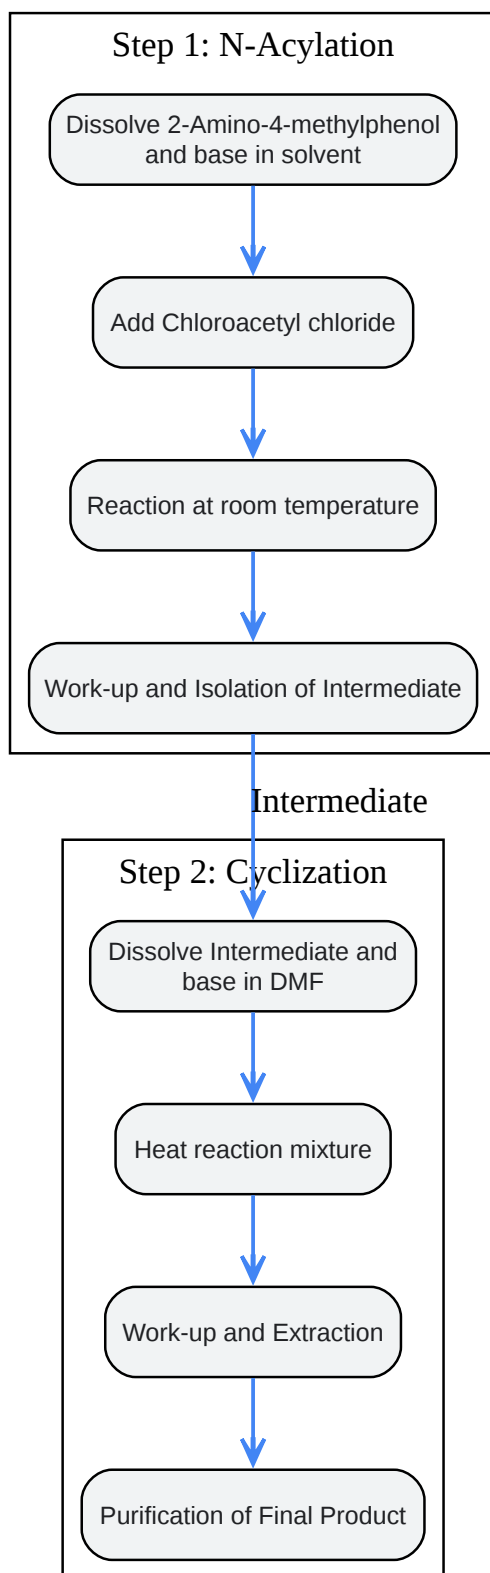 Step 1: N-Acylation
Dissolve 2-Amino-4-methylphenol
and base in solvent
Add Chloroacetyl chloride
Reaction at room temperature
Work-up and Isolation of Intermediate
Intermediate
Step 2: Cyclization
Dissolve Intermediate and
base in DMF
Heat reaction mixture
Work-up and Extraction
Purification of Final Product